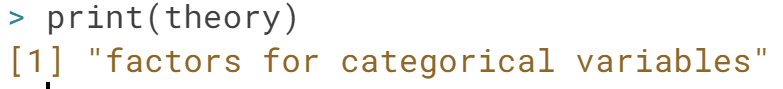 > print(theory)
[1] "factors for categorical variables"